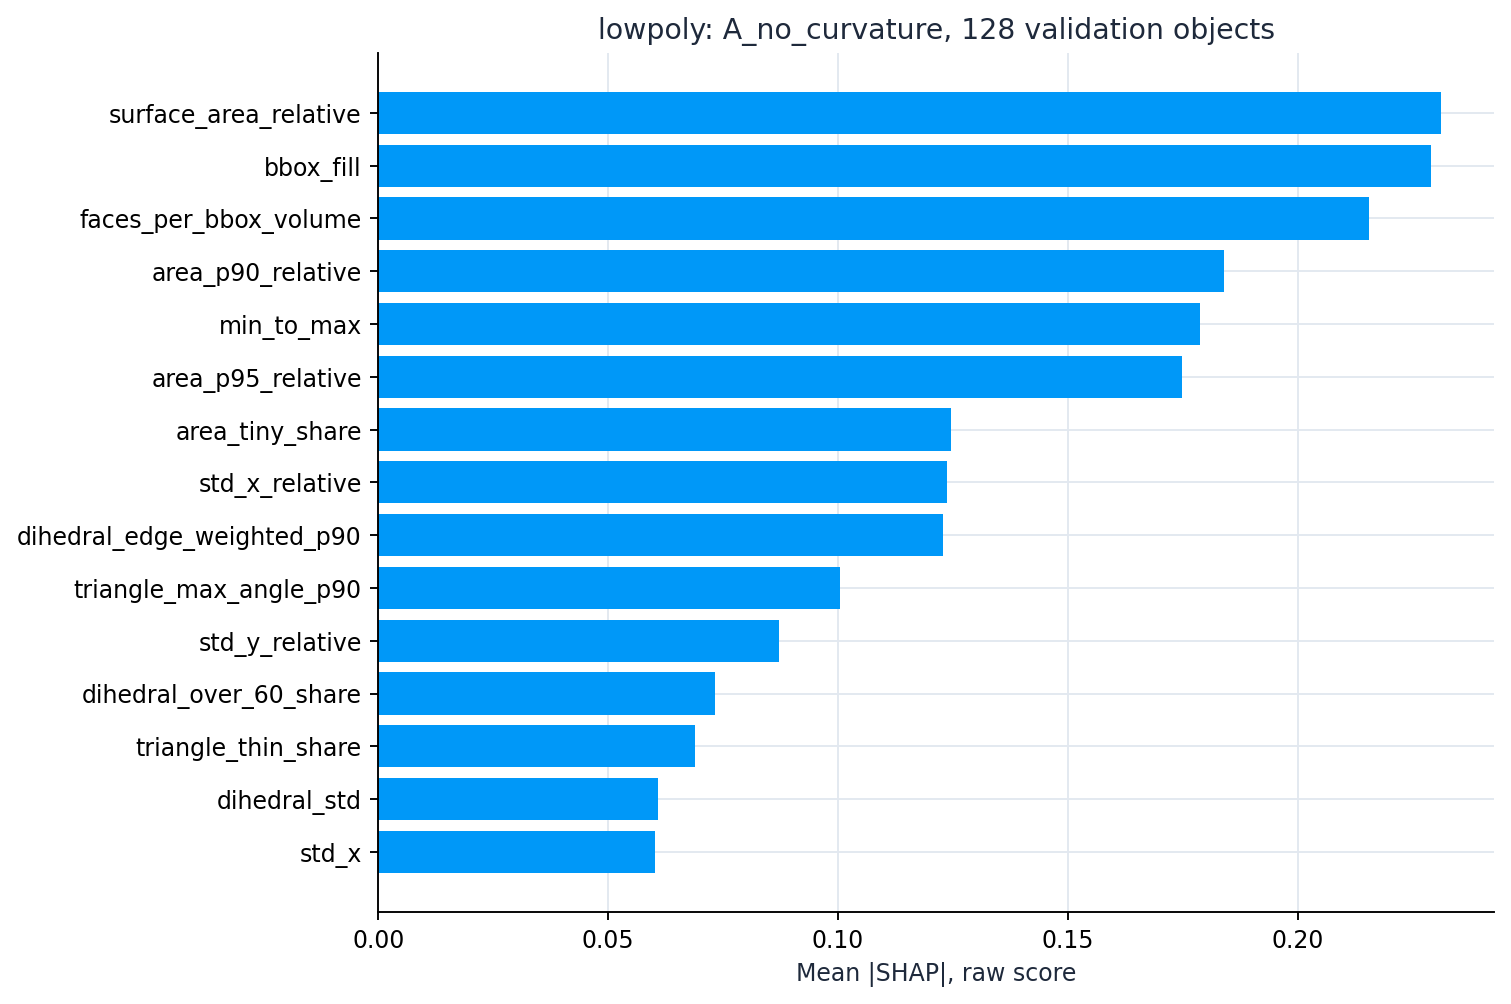 lowpoly: A_no_curvature, 128 validation objects
surface_area_relative
bbox_fill
faces_per_bbox_volume
area_p90_relative
min_to_max
area_p95_relative
area_tiny_share
std_x_relative
dihedral_edge_weighted_p90
triangle_max_angle_p90
std_y_relative
dihedral_over_60_share
triangle_thin_share
dihedral_std
std_x
0.00 0.05 0.10 0.15 0.20
Mean |SHAP|, raw score